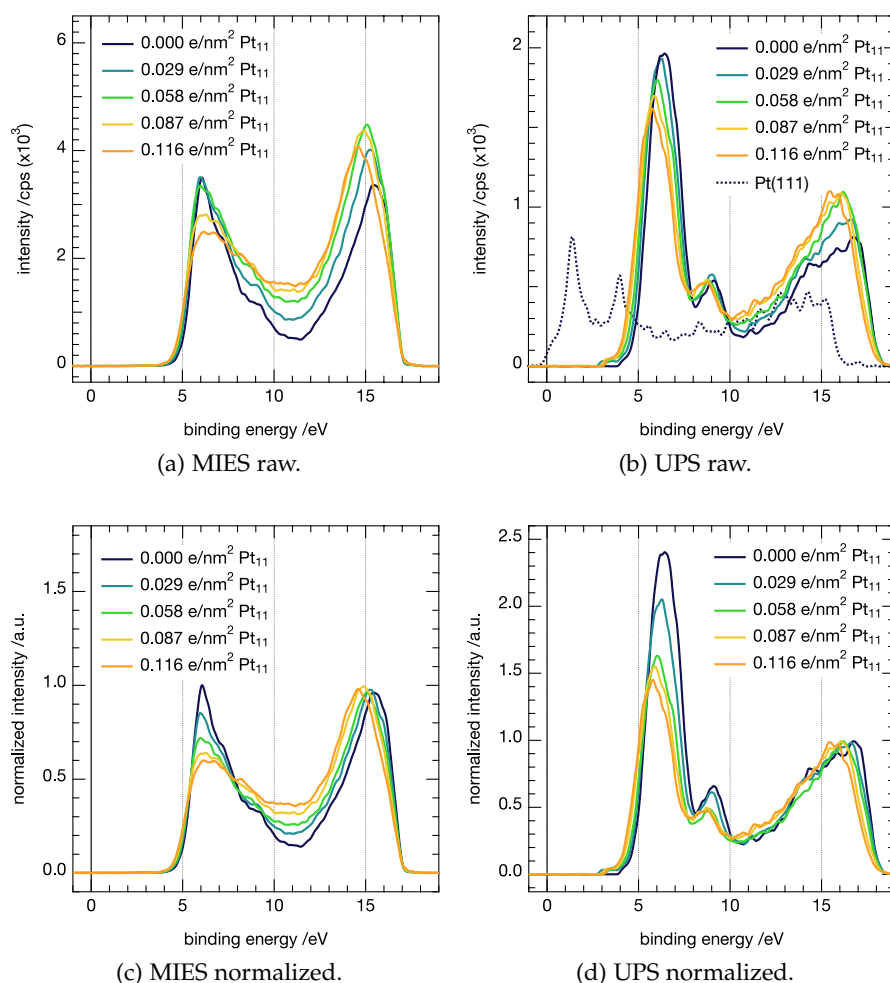 6
4
2
0
intensity /cps (x10³)
0.000 e/nm² Pt₁₁
0.029 e/nm² Pt₁₁
0.058 e/nm² Pt₁₁
0.087 e/nm² Pt₁₁
0.116 e/nm² Pt₁₁
0 5 10 15
binding energy /eV
(a) MIES raw.
2
1
0
intensity /cps (x10³)
0.000 e/nm² Pt₁₁
0.029 e/nm² Pt₁₁
0.058 e/nm² Pt₁₁
0.087 e/nm² Pt₁₁
0.116 e/nm² Pt₁₁
Pt(111)
0 5 10 15
binding energy /eV
(b) UPS raw.
1.5
1.0
0.5
0.0
normalized intensity /a.u.
0.000 e/nm² Pt₁₁
0.029 e/nm² Pt₁₁
0.058 e/nm² Pt₁₁
0.087 e/nm² Pt₁₁
0.116 e/nm² Pt₁₁
0 5 10 15
binding energy /eV
(c) MIES normalized.
2.5
2.0
1.5
1.0
0.5
0.0
normalized intensity /a.u.
0.000 e/nm² Pt₁₁
0.029 e/nm² Pt₁₁
0.058 e/nm² Pt₁₁
0.087 e/nm² Pt₁₁
0.116 e/nm² Pt₁₁
0 5 10 15
binding energy /eV
(d) UPS normalized.